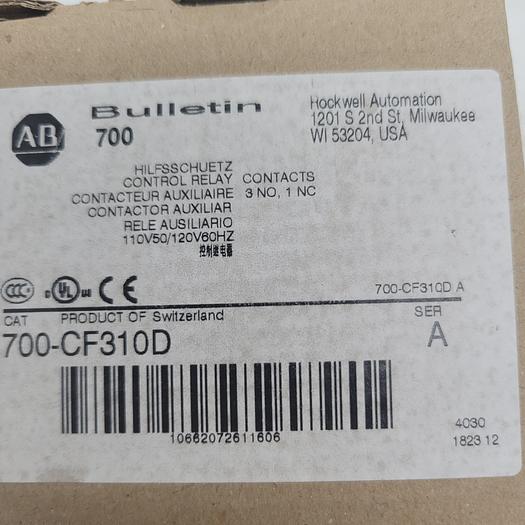 AB
Bulletin
700
Rockwell Automation
1201 S 2nd St, Milwaukee
WI 53204, USA
HILFSSCHUETZ
CONTROL RELAY CONTACTS
CONTACTEUR AUXILIAIRE 3 NO, 1 NC
CONTACTOR AUXILIAR
RELE AUSILIARIO
110V50/120V60HZ
控制继电器
CCC UL CE
700-CF310D A
CAT PRODUCT OF Switzerland SER
700-CF310D A
10662072611606
4030
1823 12